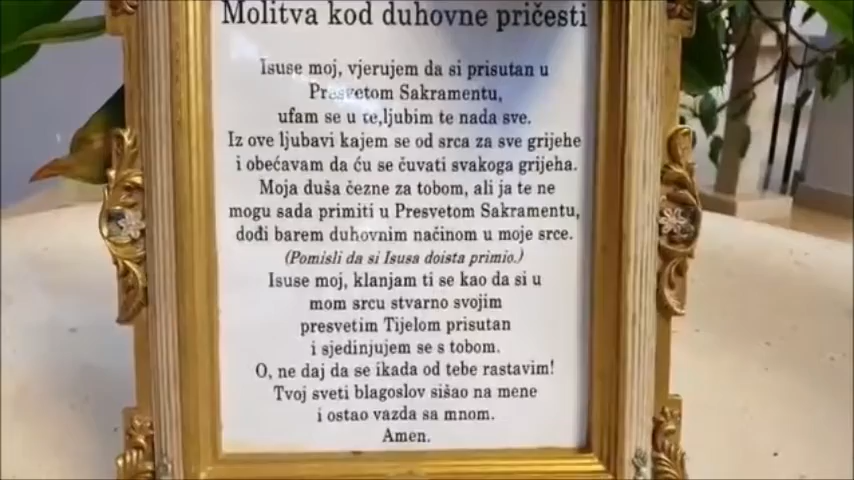 Molitva kod duhovne pričesti
Isuse moj, vjerujem da si prisutan u
Presvetom Sakramentu,
ufam se u te,ljubim te nada sve.
Iz ove ljubavi kajem se od srca za sve grijehe
i obećavam da ću se čuvati svakoga grijeha.
Moja duša čezne za tobom, ali ja te ne
mogu sada primiti u Presvetom Sakramentu,
dođi barem duhovnim načinom u moje srce.
(Pomisli da si Isusa doista primio.)
Isuse moj, klanjam ti se kao da si u
mom srcu stvarno svojim
presvetim Tijelom prisutan
i sjedinjujem se s tobom.
O, ne daj da se ikada od tebe rastavim!
Tvoj sveti blagoslov sišao na mene
i ostao vazda sa mnom.
Amen.